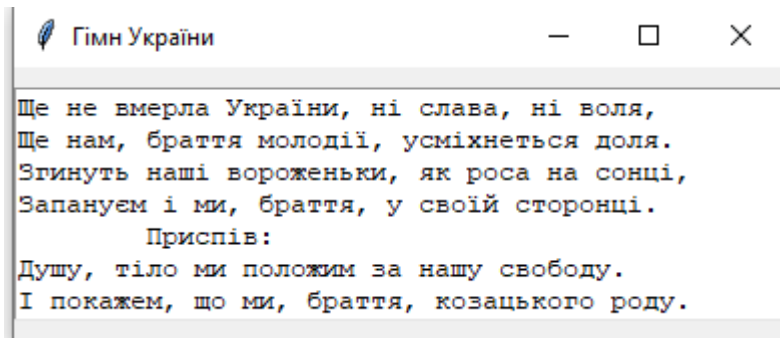 Гімн України
Ще не вмерла України, ні слава, ні воля,
Ще нам, браття молодії, усміхнеться доля.
Згинуть наші вороженьки, як роса на сонці,
Запануєм і ми, браття, у своїй сторонці.
Приспів:
Душу, тіло ми положим за нашу свободу.
І покажем, що ми, браття, козацького роду.